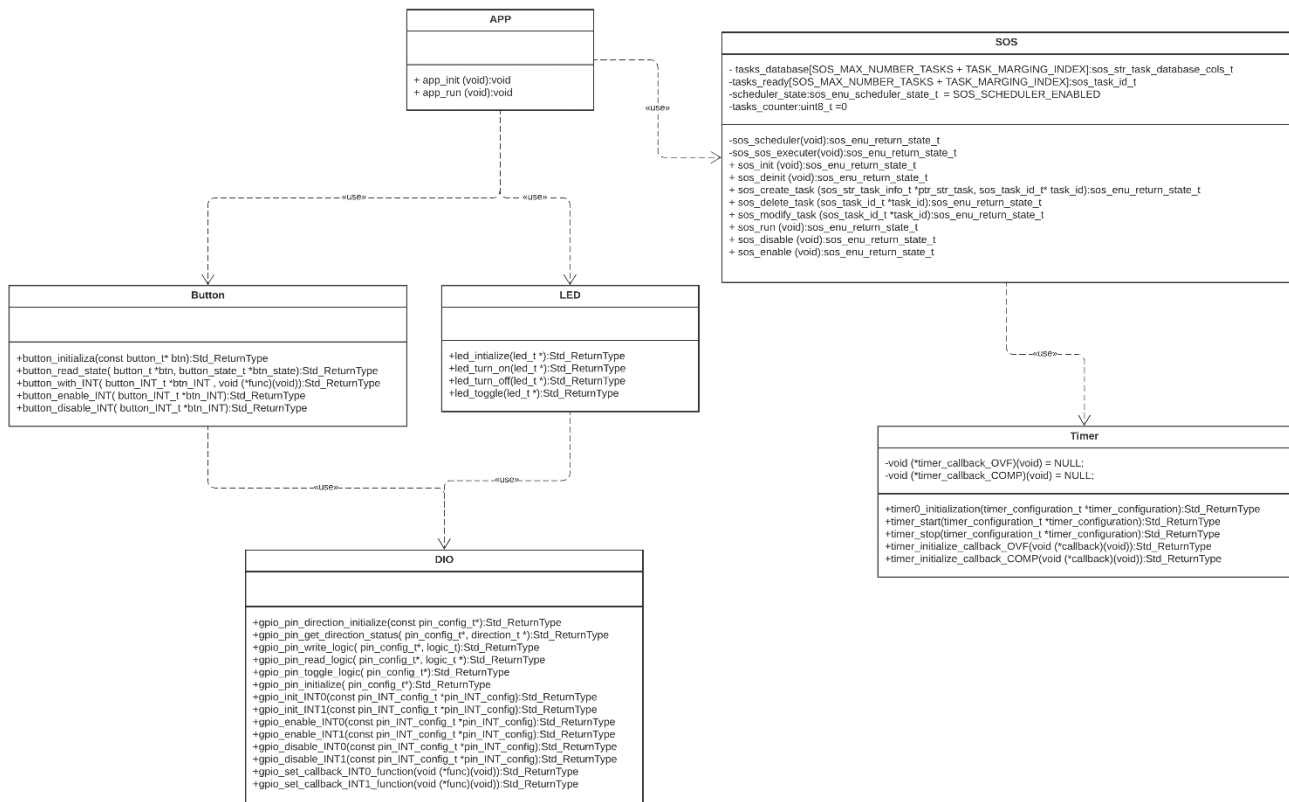 APP
+ app_init (void):void
+ app_run (void):void
«use»
SOS
- tasks_database[SOS_MAX_NUMBER_TASKS + TASK_MARGING_INDEX]:sos_str_task_database_cols_t
-tasks_ready[SOS_MAX_NUMBER_TASKS + TASK_MARGING_INDEX]:sos_task_id_t
-scheduler_state:sos_enu_scheduler_state_t = SOS_SCHEDULER_ENABLED
-tasks_counter:uint8_t =0
-sos_scheduler(void):sos_enu_return_state_t
-sos_sos_executer(void):sos_enu_return_state_t
+ sos_init (void):sos_enu_return_state_t
+ sos_deinit (void):sos_enu_return_state_t
+ sos_create_task (sos_str_task_info_t *ptr_str_task, sos_task_id_t* task_id):sos_enu_return_state_t
+ sos_delete_task (sos_task_id_t *task_id):sos_enu_return_state_t
+ sos_modify_task (sos_task_id_t *task_id):sos_enu_return_state_t
+ sos_run (void):sos_enu_return_state_t
+ sos_disable (void):sos_enu_return_state_t
+ sos_enable (void):sos_enu_return_state_t
«use»
«use»
Button
+button_initializa(const button_t* btn):Std_ReturnType
+button_read_state( button_t *btn, button_state_t *btn_state):Std_ReturnType
+button_with_INT( button_INT_t *btn_INT , void (*func)(void)):Std_ReturnType
+button_enable_INT( button_INT_t *btn_INT):Std_ReturnType
+button_disable_INT( button_INT_t *btn_INT):Std_ReturnType
LED
+led_intialize(led_t *):Std_ReturnType
+led_turn_on(led_t *):Std_ReturnType
+led_turn_off(led_t *):Std_ReturnType
+led_toggle(led_t *):Std_ReturnType
«use»
Timer
-void (*timer_callback_OVF)(void) = NULL;
-void (*timer_callback_COMP)(void) = NULL;
+timer0_initialization(timer_configuration_t *timer_configuration):Std_ReturnType
+timer_start(timer_configuration_t *timer_configuration):Std_ReturnType
+timer_stop(timer_configuration_t *timer_configuration):Std_ReturnType
+timer_initialize_callback_OVF(void (*callback)(void)):Std_ReturnType
+timer_initialize_callback_COMP(void (*callback)(void)):Std_ReturnType
«use»
«use»
DIO
+gpio_pin_direction_initialize(const pin_config_t*):Std_ReturnType
+gpio_pin_get_direction_status( pin_config_t*, direction_t *):Std_ReturnType
+gpio_pin_write_logic( pin_config_t*, logic_t):Std_ReturnType
+gpio_pin_read_logic( pin_config_t*, logic_t *):Std_ReturnType
+gpio_pin_toggle_logic( pin_config_t*):Std_ReturnType
+gpio_pin_initialize( pin_config_t*):Std_ReturnType
+gpio_init_INT0(const pin_INT_config_t *pin_INT_config):Std_ReturnType
+gpio_init_INT1(const pin_INT_config_t *pin_INT_config):Std_ReturnType
+gpio_enable_INT0(const pin_INT_config_t *pin_INT_config):Std_ReturnType
+gpio_enable_INT1(const pin_INT_config_t *pin_INT_config):Std_ReturnType
+gpio_disable_INT0(const pin_INT_config_t *pin_INT_config):Std_ReturnType
+gpio_disable_INT1(const pin_INT_config_t *pin_INT_config):Std_ReturnType
+gpio_set_callback_INT0_function(void (*func)(void)):Std_ReturnType
+gpio_set_callback_INT1_function(void (*func)(void)):Std_ReturnType